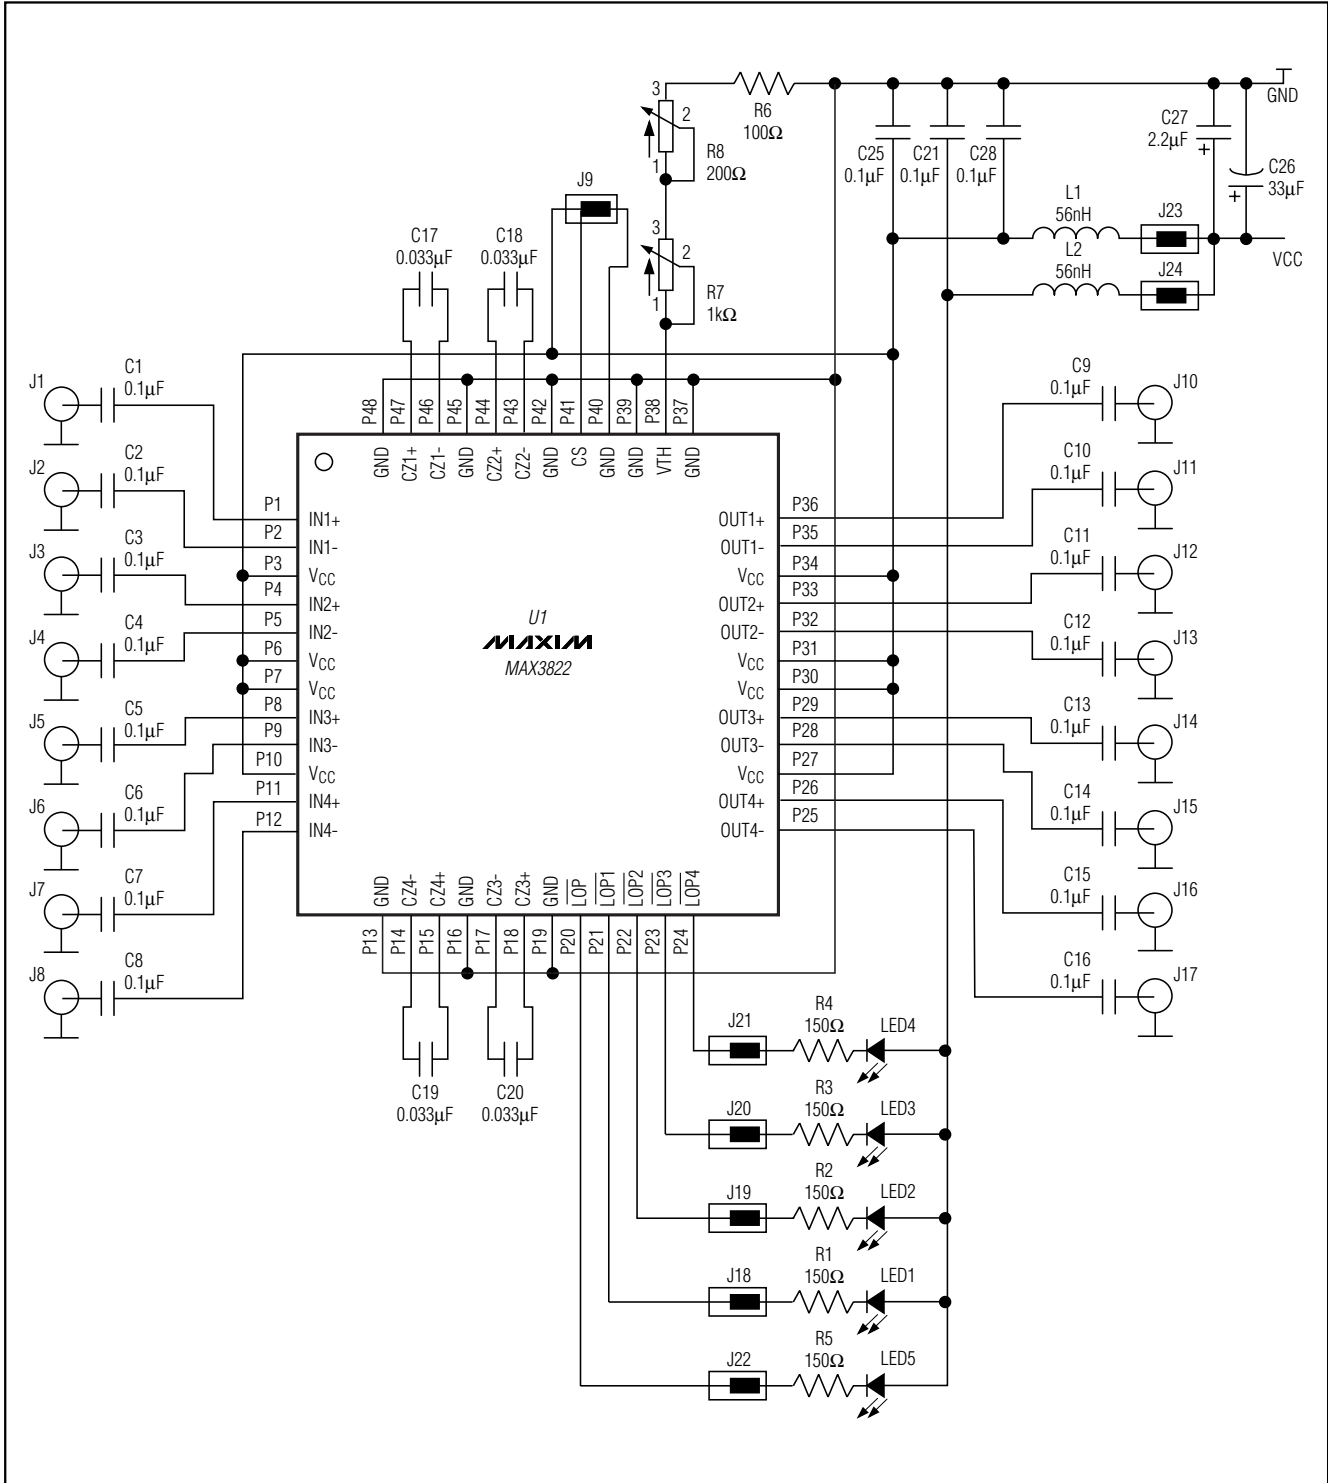 3
2
1
R8
200Ω
R6
100Ω
GND
C25
0.1µF
C21
0.1µF
C28
0.1µF
C27
2.2µF
+
C26
33µF
+
J9
C17
0.033µF
C18
0.033µF
3
2
1
R7
1kΩ
L1
56nH
J23
L2
56nH
J24
VCC
P48
P47
P46
P45
P44
P43
P42
P41
P40
P39
P38
P37
GND
CZ1+
CZ1-
GND
CZ2+
CZ2-
GND
CS
GND
GND
VTH
GND
J1
C1
0.1µF
J2
C2
0.1µF
J3
C3
0.1µF
J4
C4
0.1µF
J5
C5
0.1µF
J6
C6
0.1µF
J7
C7
0.1µF
J8
C8
0.1µF
P1
IN1+
P2
IN1-
P3
VCC
P4
IN2+
P5
IN2-
P6
VCC
P7
VCC
P8
IN3+
P9
IN3-
P10
VCC
P11
IN4+
P12
IN4-
U1
MAXIM
MAX3822
OUT1+
P36
OUT1-
P35
VCC
P34
OUT2+
P33
OUT2-
P32
VCC
P31
VCC
P30
OUT3+
P29
OUT3-
P28
VCC
P27
OUT4+
P26
OUT4-
P25
C9
0.1µF
J10
C10
0.1µF
J11
C11
0.1µF
J12
C12
0.1µF
J13
C13
0.1µF
J14
C14
0.1µF
J15
C15
0.1µF
J16
C16
0.1µF
J17
GND
CZ4-
CZ4+
GND
CZ3-
CZ3+
GND
LOP
LOP1
LOP2
LOP3
LOP4
P13
P14
P15
P16
P17
P18
P19
P20
P21
P22
P23
P24
C19
0.033µF
C20
0.033µF
J21
R4
150Ω
LED4
J20
R3
150Ω
LED3
J19
R2
150Ω
LED2
J18
R1
150Ω
LED1
J22
R5
150Ω
LED5